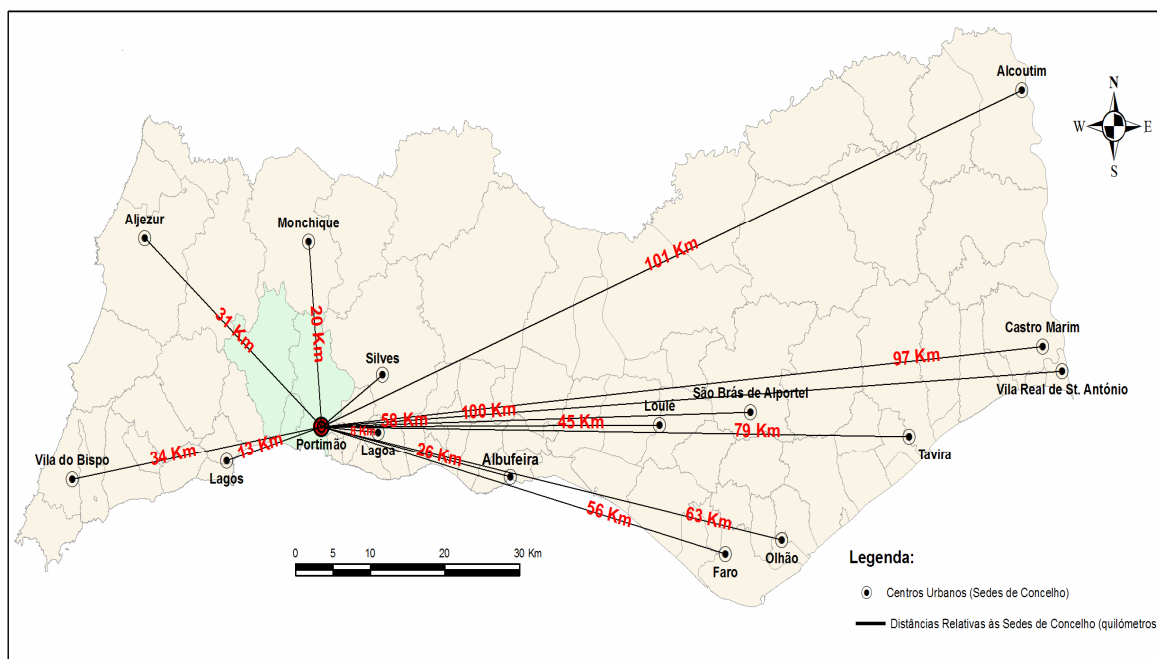 Alcoutim
N
W E
S
Aljezur
Monchique
101 Km
31 Km
20 Km
Castro Marim
Silves
97 Km
Vila Real de St. António
São Brás de Alportel
100 Km
Loulé
58 Km
45 Km
79 Km
Portimão
Lagoa
Tavira
34 Km
13 Km
26 Km
Albufeira
Vila do Bispo
Lagos
56 Km
63 Km
Olhão
Faro
0 5 10 20 30 Km
Legenda:
Centros Urbanos (Sedes de Concelho)
Distâncias Relativas às Sedes de Concelho (quilómetros